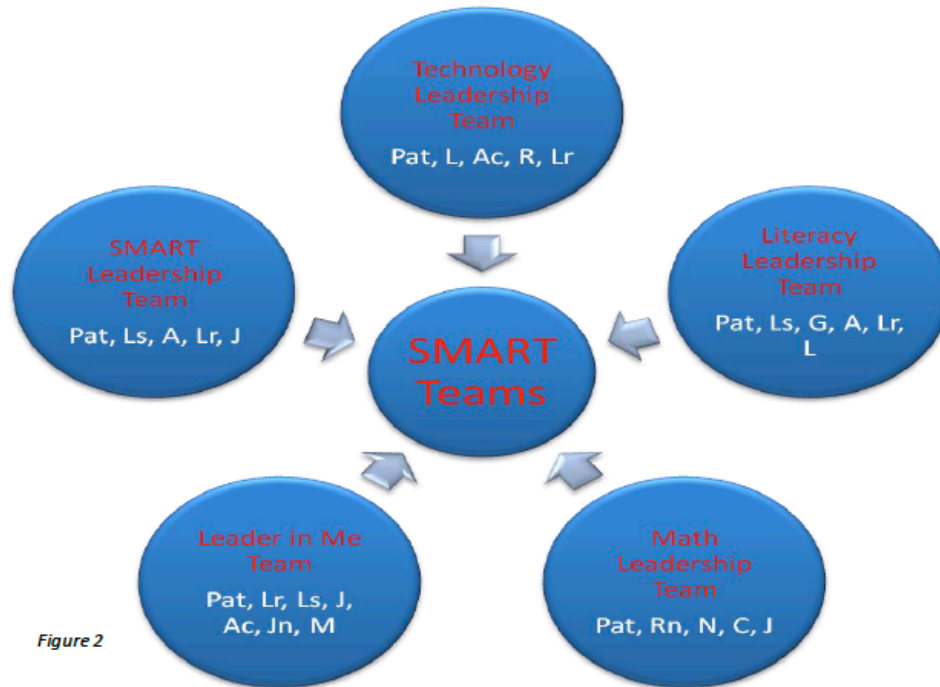 Technology
Leadership
Team
Pat, L, Ac, R, Lr
SMART
Leadership
Team
Pat, Ls, A, Lr, J
Literacy
Leadership
Team
Pat, Ls, G, A, Lr,
L
SMART
Teams
Leader in Me
Team
Pat, Lr, Ls, J,
Ac, Jn, M
Math
Leadership
Team
Pat, Rn, N, C, J
Figure 2